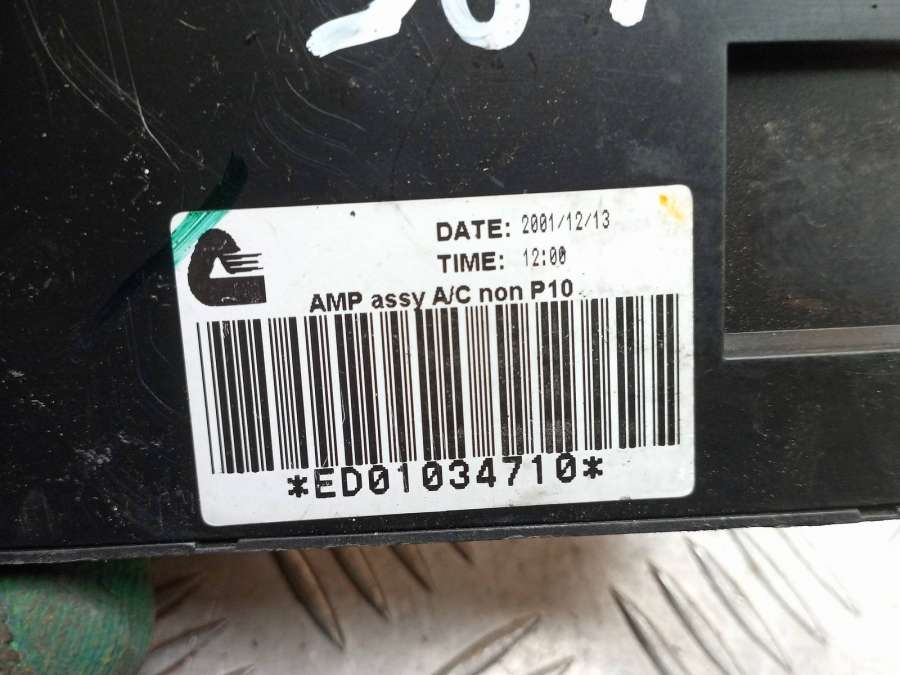 DATE: 2001/12/13
TIME: 12:00
AMP assy A/C non P10
*ED01034710*